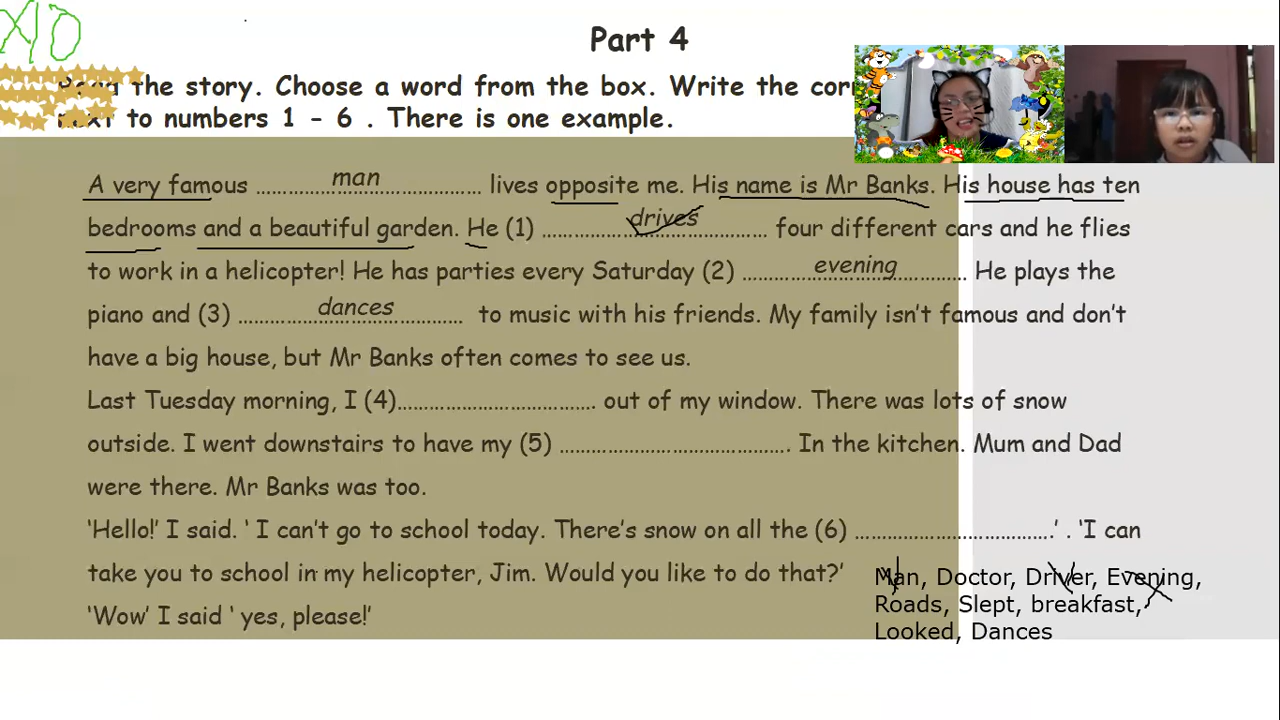 AD
Part 4
Read the story. Choose a word from the box. Write the corr
next to numbers 1 - 6 . There is one example.
A very famous ……………man…………… lives opposite me. His name is Mr Banks. His house has ten
bedrooms and a beautiful garden. He (1) ……………drives…………… four different cars and he flies
to work in a helicopter! He has parties every Saturday (2) ……………evening…………… He plays the
piano and (3) ……………dances…………… to music with his friends. My family isn't famous and don't
have a big house, but Mr Banks often comes to see us.
Last Tuesday morning, I (4)……………………………. out of my window. There was lots of snow
outside. I went downstairs to have my (5) …………………………………. In the kitchen. Mum and Dad
were there. Mr Banks was too.
'Hello!' I said. ' I can't go to school today. There's snow on all the (6) …………………………….' . 'I can
take you to school in my helicopter, Jim. Would you like to do that?'
'Wow' I said ' yes, please!'
Man, Doctor, Driver, Evening,
Roads, Slept, breakfast,
Looked, Dances